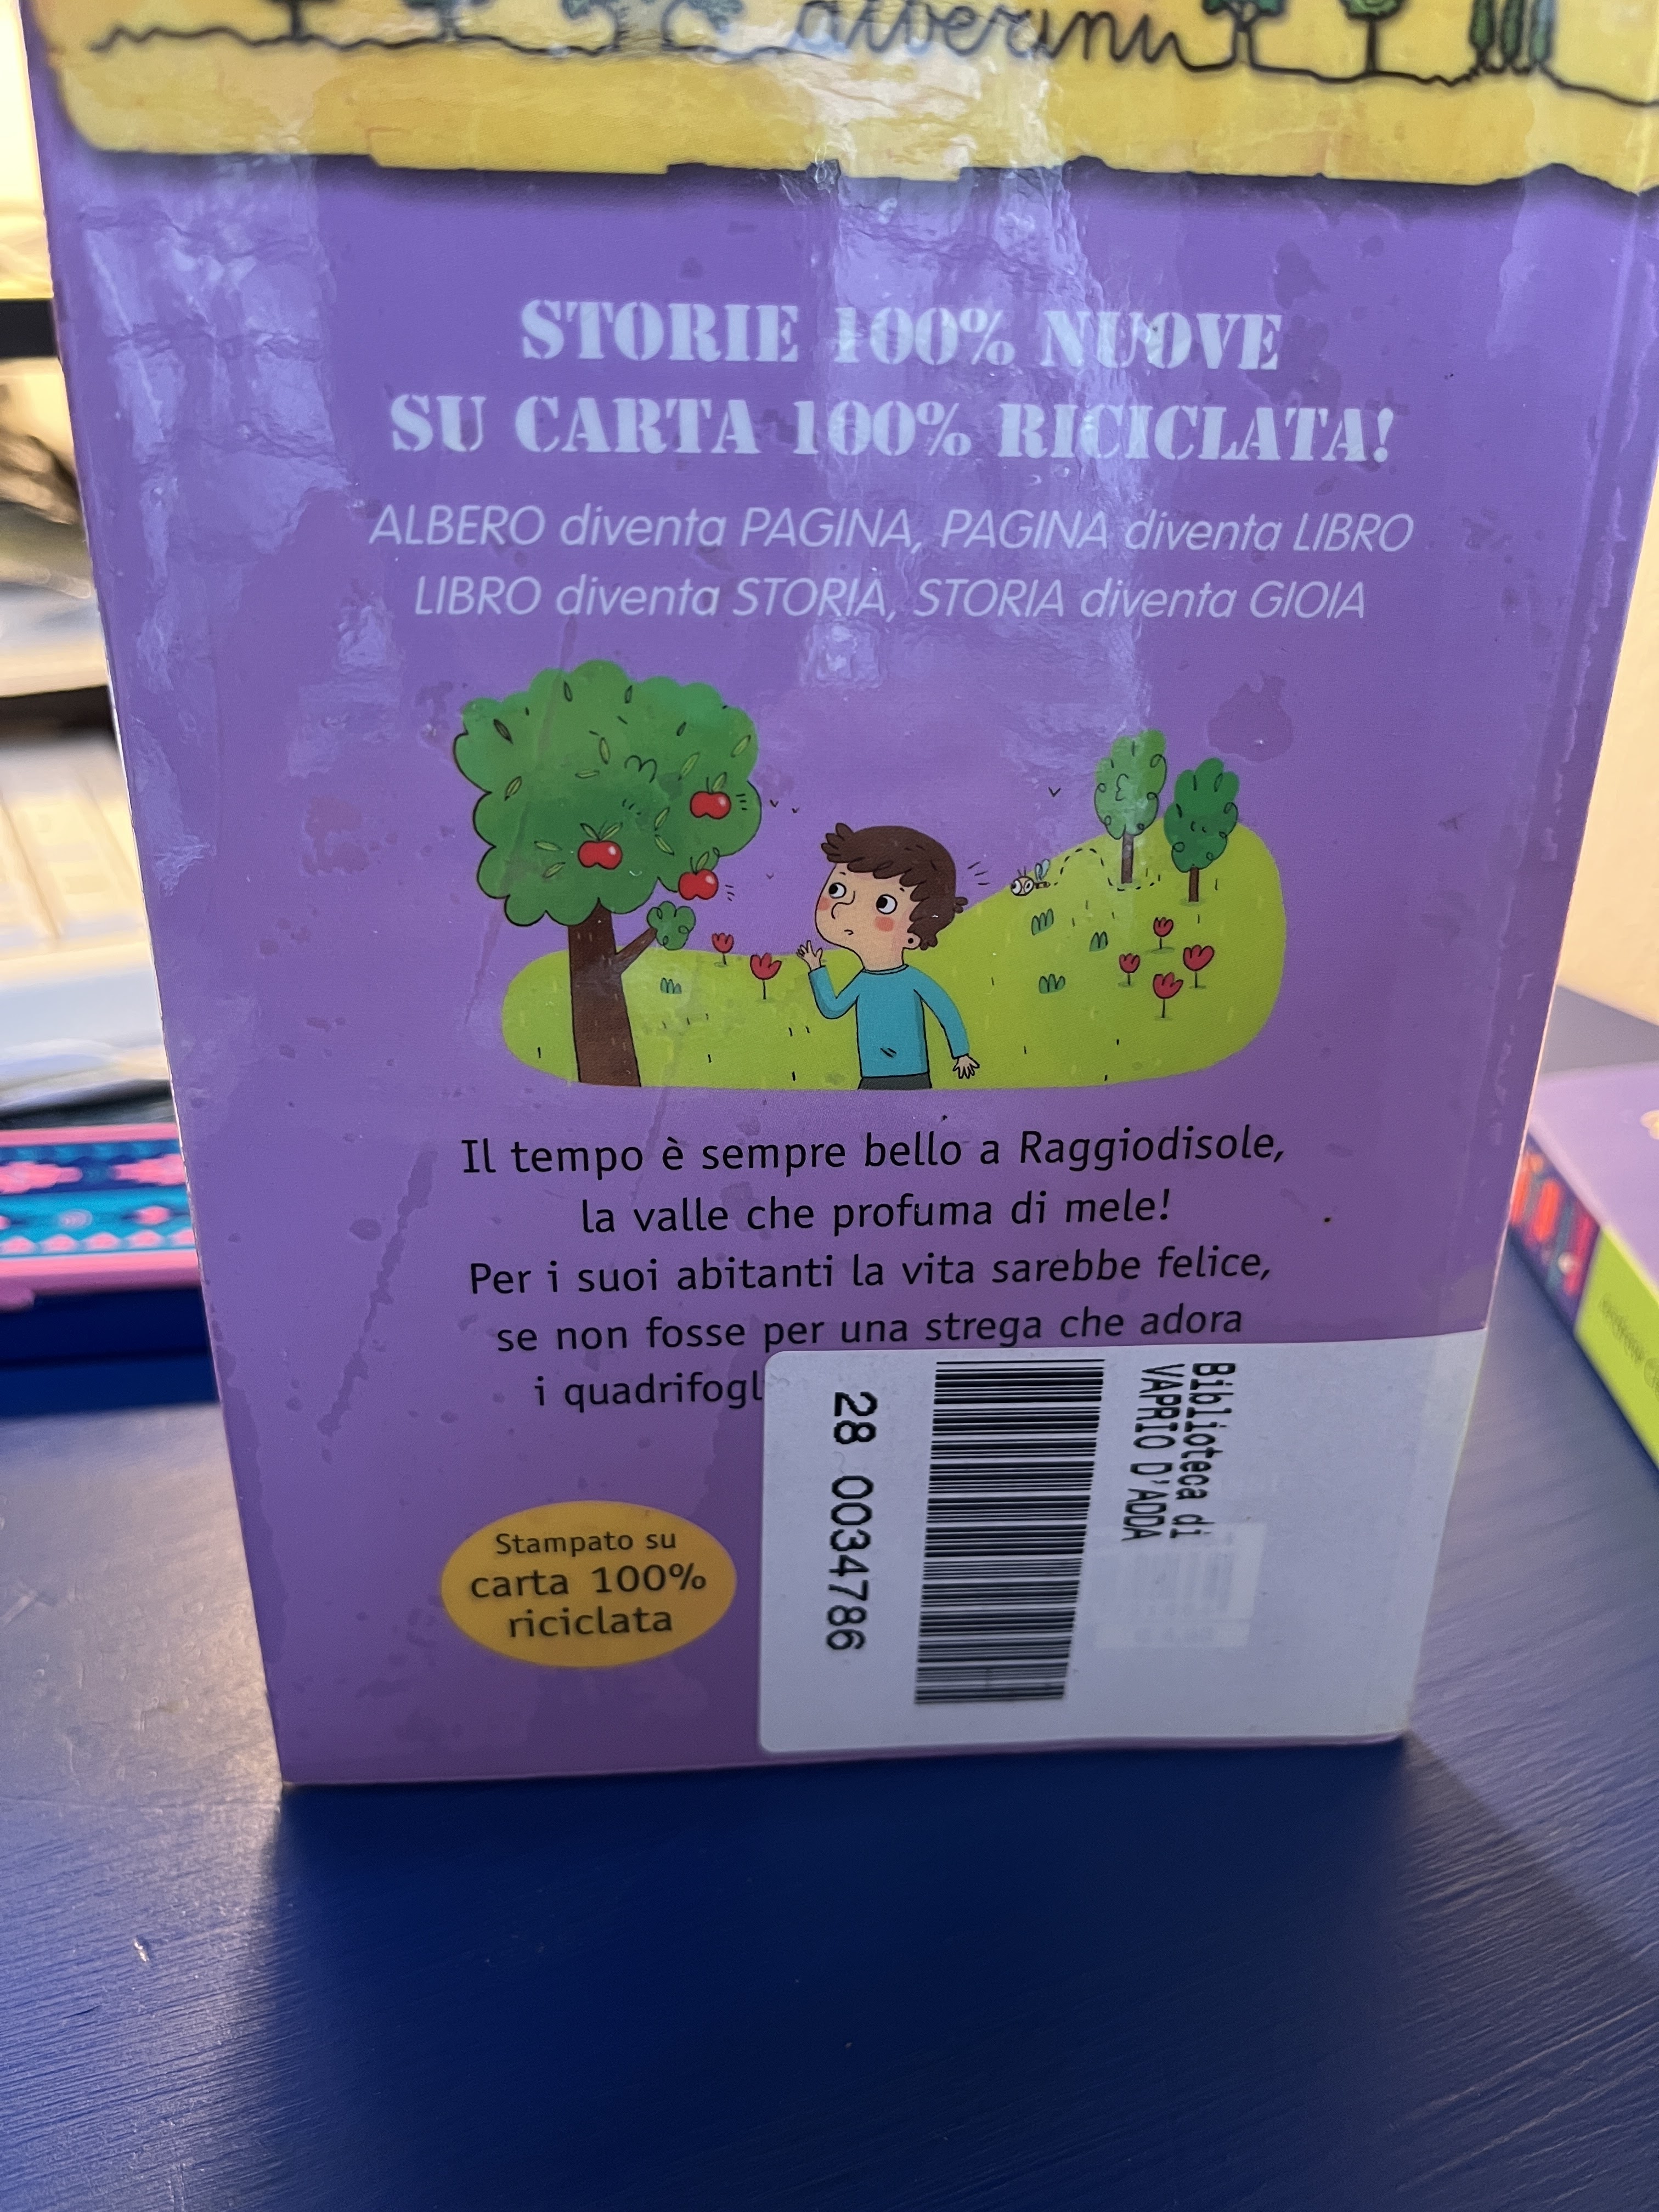 alberini
STORIE 100% NUOVE
SU CARTA 100% RICICLATA!
ALBERO diventa PAGINA, PAGINA diventa LIBRO
LIBRO diventa STORIA, STORIA diventa GIOIA
Il tempo è sempre bello a Raggiodisole,
la valle che profuma di mele!
Per i suoi abitanti la vita sarebbe felice,
se non fosse per una strega che adora
i quadrifogl
Biblioteca di
VAPRIO D'ADDA
28 0034786
Stampato su
carta 100%
riciclata